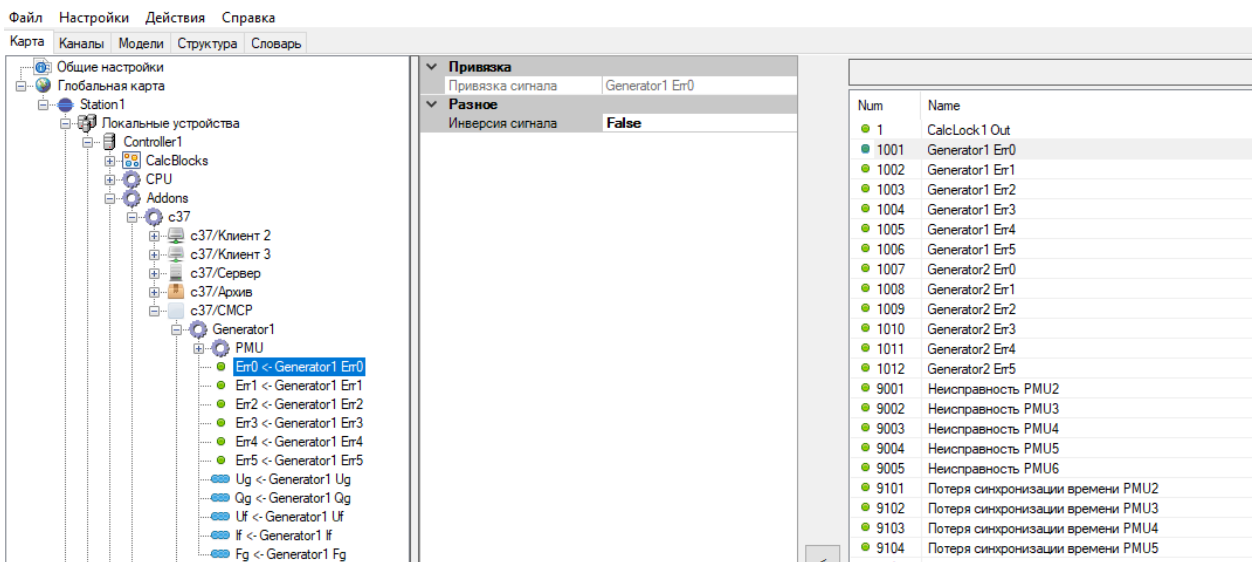 Файл Настройки Действия Справка
Карта Каналы Модели Структура Словарь
Общие настройки
Глобальная карта
Station1
Локальные устройства
Controller1
CalcBlocks
CPU
Addons
c37
c37/Клиент 2
c37/Клиент 3
c37/Сервер
c37/Архив
c37/СМСР
Generator1
PMU
Err0 <- Generator1 Err0
Err1 <- Generator1 Err1
Err2 <- Generator1 Err2
Err3 <- Generator1 Err3
Err4 <- Generator1 Err4
Err5 <- Generator1 Err5
Ug <- Generator1 Ug
Qg <- Generator1 Qg
Uf <- Generator1 Uf
If <- Generator1 If
Fg <- Generator1 Fg
Привязка
Привязка сигнала Generator1 Err0
Разное
Инверсия сигнала False
Num Name
1 CalcLock1 Out
1001 Generator1 Err0
1002 Generator1 Err1
1003 Generator1 Err2
1004 Generator1 Err3
1005 Generator1 Err4
1006 Generator1 Err5
1007 Generator2 Err0
1008 Generator2 Err1
1009 Generator2 Err2
1010 Generator2 Err3
1011 Generator2 Err4
1012 Generator2 Err5
9001 Неисправность PMU2
9002 Неисправность PMU3
9003 Неисправность PMU4
9004 Неисправность PMU5
9005 Неисправность PMU6
9101 Потеря синхронизации времени PMU2
9102 Потеря синхронизации времени PMU3
9103 Потеря синхронизации времени PMU4
9104 Потеря синхронизации времени PMU5